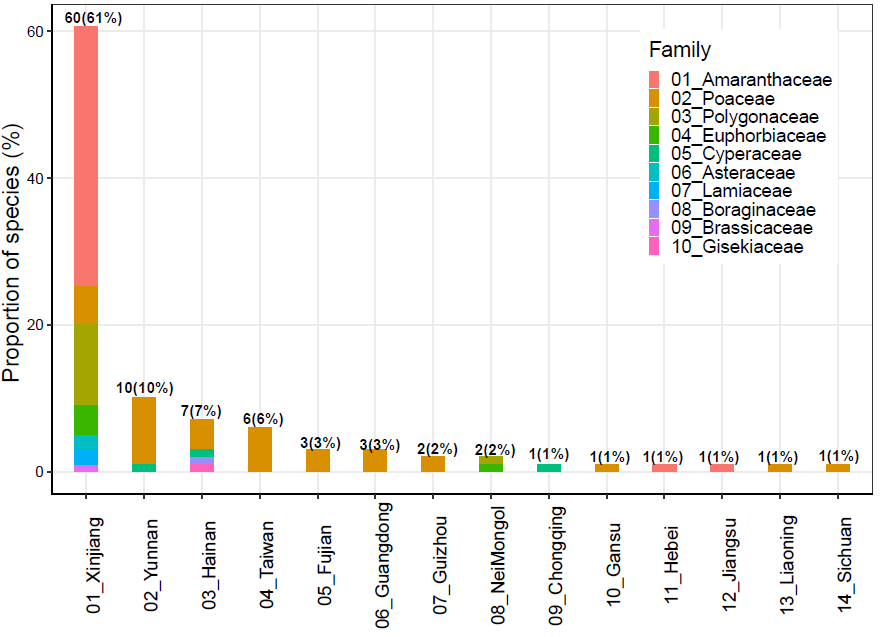 60(61%)
10(10%)
7(7%)
6(6%)
3(3%)
3(3%)
2(2%)
2(2%)
1(1%)
1(1%)
1(1%)
1(1%)
1(1%)
1(1%)
Family
01_Amaranthaceae
02_Poaceae
03_Polygonaceae
04_Euphorbiaceae
05_Cyperaceae
06_Asteraceae
07_Lamiaceae
08_Boraginaceae
09_Brassicaceae
10_Gisekiaceae
Proportion of species (%)
60
40
20
0
01_Xinjiang
02_Yunnan
03_Hainan
04_Taiwan
05_Fujian
06_Guangdong
07_Guizhou
08_NeiMongol
09_Chongqing
10_Gansu
11_Hebei
12_Jiangsu
13_Liaoning
14_Sichuan